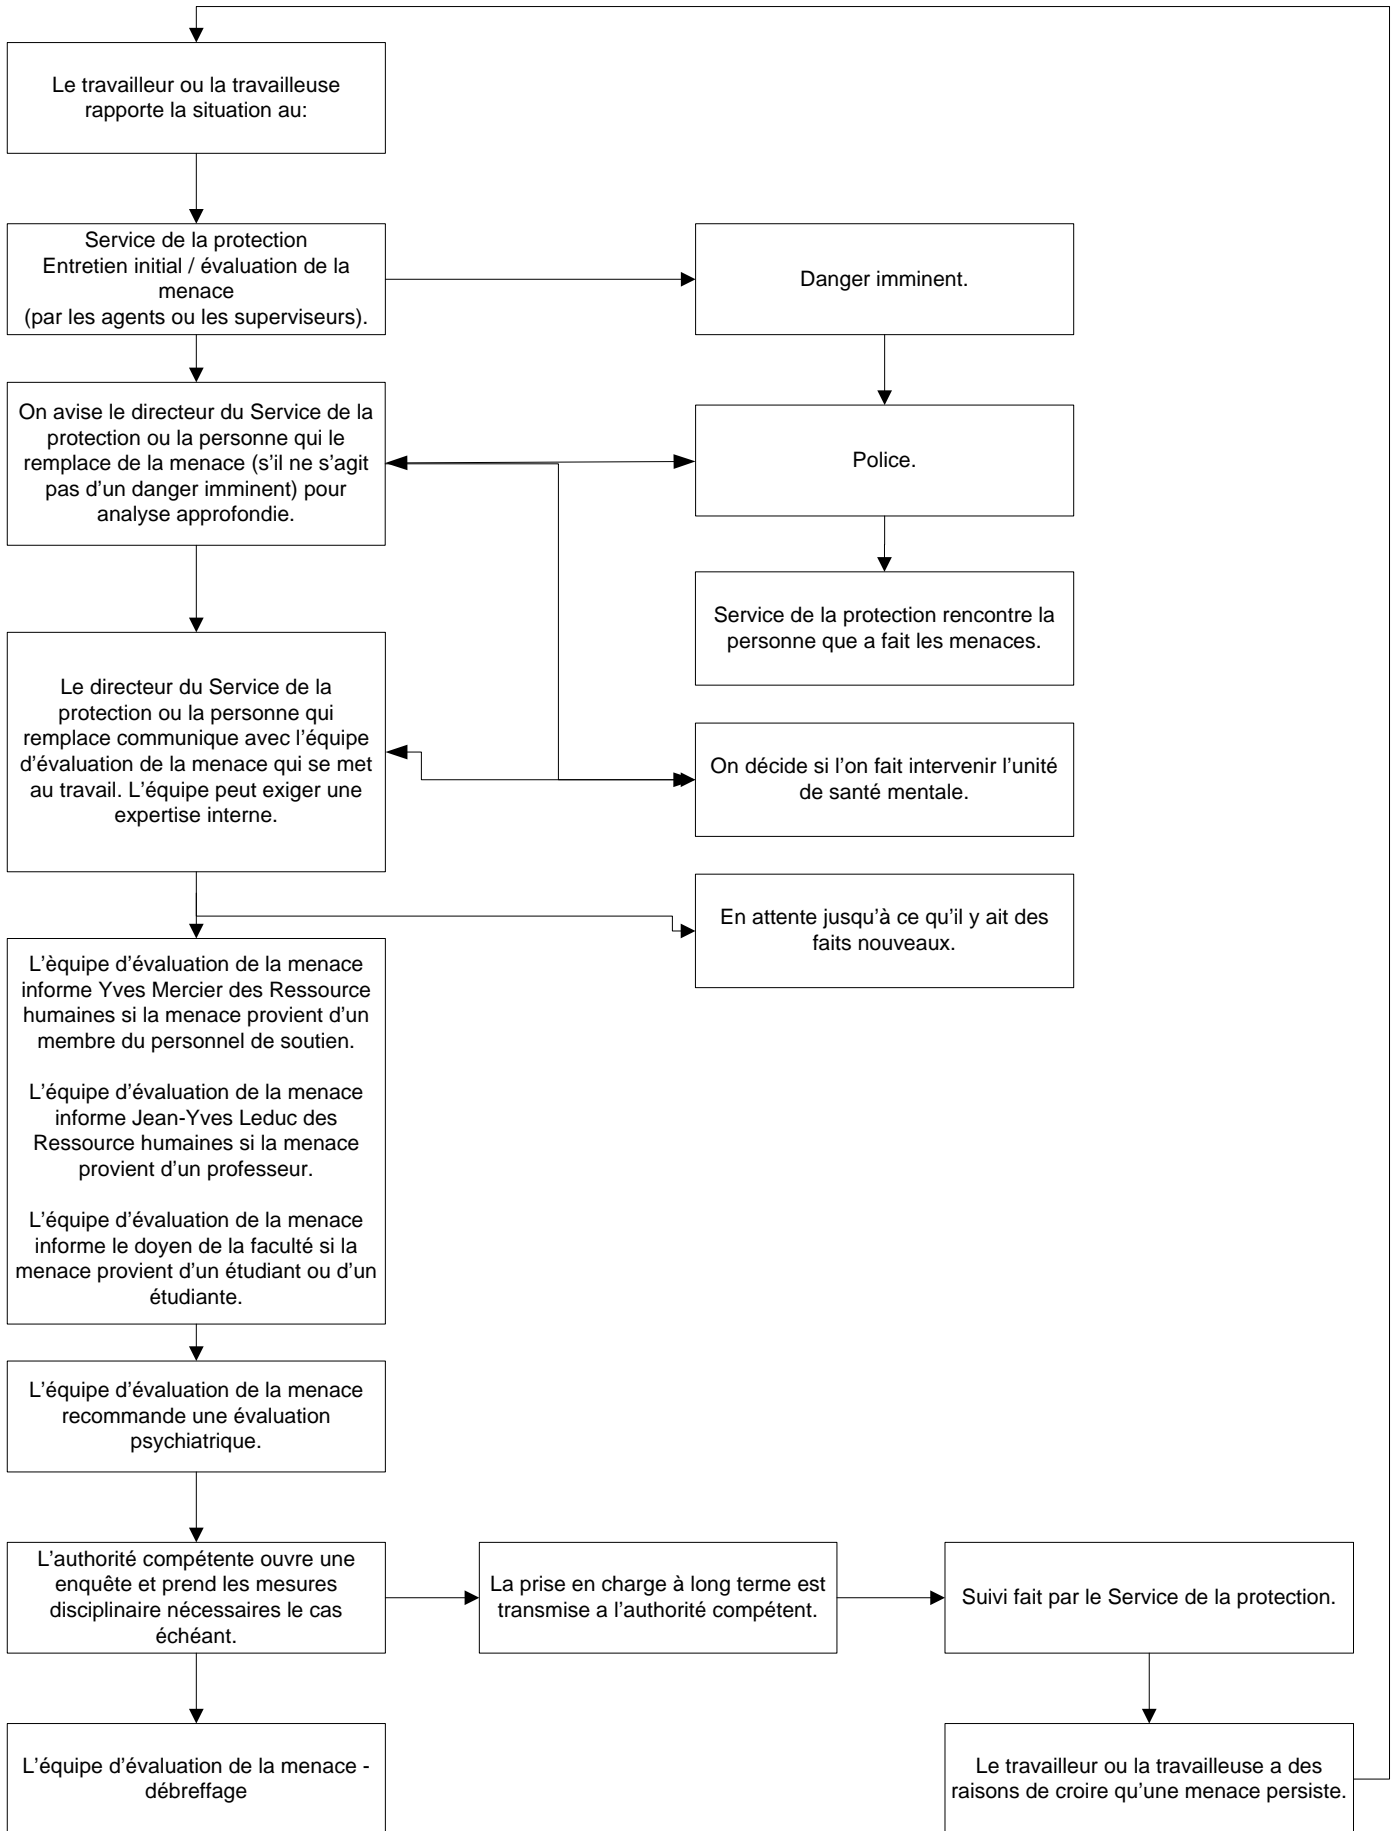 Le travailleur ou la travailleuse
rapporte la situation au:
Service de la protection
Entretien initial / évaluation de la
menace
(par les agents ou les superviseurs).
Danger imminent.
On avise le directeur du Service de la
protection ou la personne qui le
remplace de la menace (s’il ne s’agit
pas d’un danger imminent) pour
analyse approfondie.
Police.
Service de la protection rencontre la
personne que a fait les menaces.
Le directeur du Service de la
protection ou la personne qui
remplace communique avec l’équipe
d’évaluation de la menace qui se met
au travail. L’équipe peut exiger une
expertise interne.
On décide si l’on fait intervenir l’unité
de santé mentale.
En attente jusqu’à ce qu’il y ait des
faits nouveaux.
L’èquipe d’évaluation de la menace
informe Yves Mercier des Ressource
humaines si la menace provient d’un
membre du personnel de soutien.
L’équipe d’évaluation de la menace
informe Jean-Yves Leduc des
Ressource humaines si la menace
provient d’un professeur.
L’équipe d’évaluation de la menace
informe le doyen de la faculté si la
menace provient d’un étudiant ou d’un
étudiante.
L’équipe d’évaluation de la menace
recommande une évaluation
psychiatrique.
L’authorité compétente ouvre une
enquête et prend les mesures
disciplinaire nécessaires le cas
échéant.
La prise en charge à long terme est
transmise a l’authorité compétent.
Suivi fait par le Service de la protection.
L’équipe d’évaluation de la menace -
débreffage
Le travailleur ou la travailleuse a des
raisons de croire qu’une menace persiste.